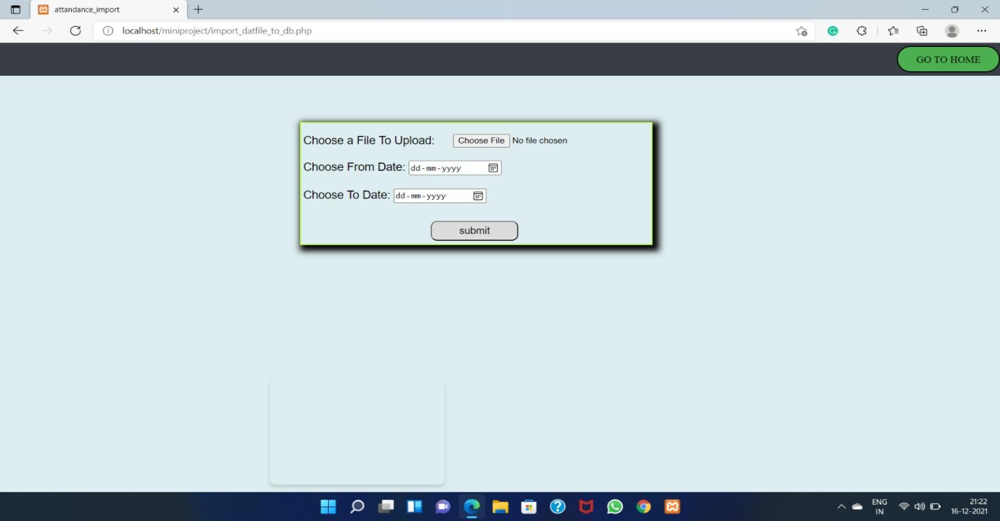 attandance_import
localhost/miniproject/import_datfile_to_db.php
GO TO HOME
Choose a File To Upload: Choose File No file chosen
Choose From Date: dd-mm-yyyy
Choose To Date: dd-mm-yyyy
submit
ENG
IN
21:22
16-12-2021